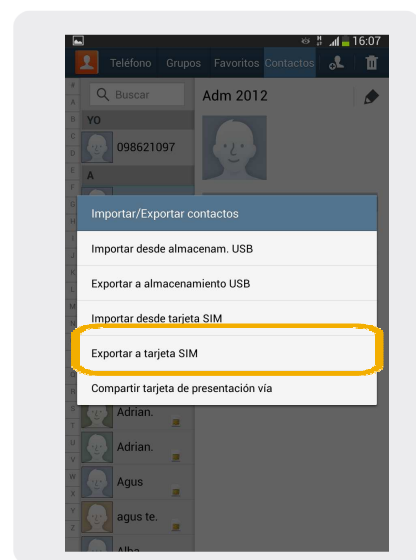 16:07
Teléfono Grupos Favoritos Contactos
Buscar
Adm 2012
YO
098621097
A
Importar/Exportar contactos
Importar desde almacenam. USB
Exportar a almacenamiento USB
Importar desde tarjeta SIM
Exportar a tarjeta SIM
Compartir tarjeta de presentación vía
Adrian.
Adrian.
Agus
agus te.
Alba